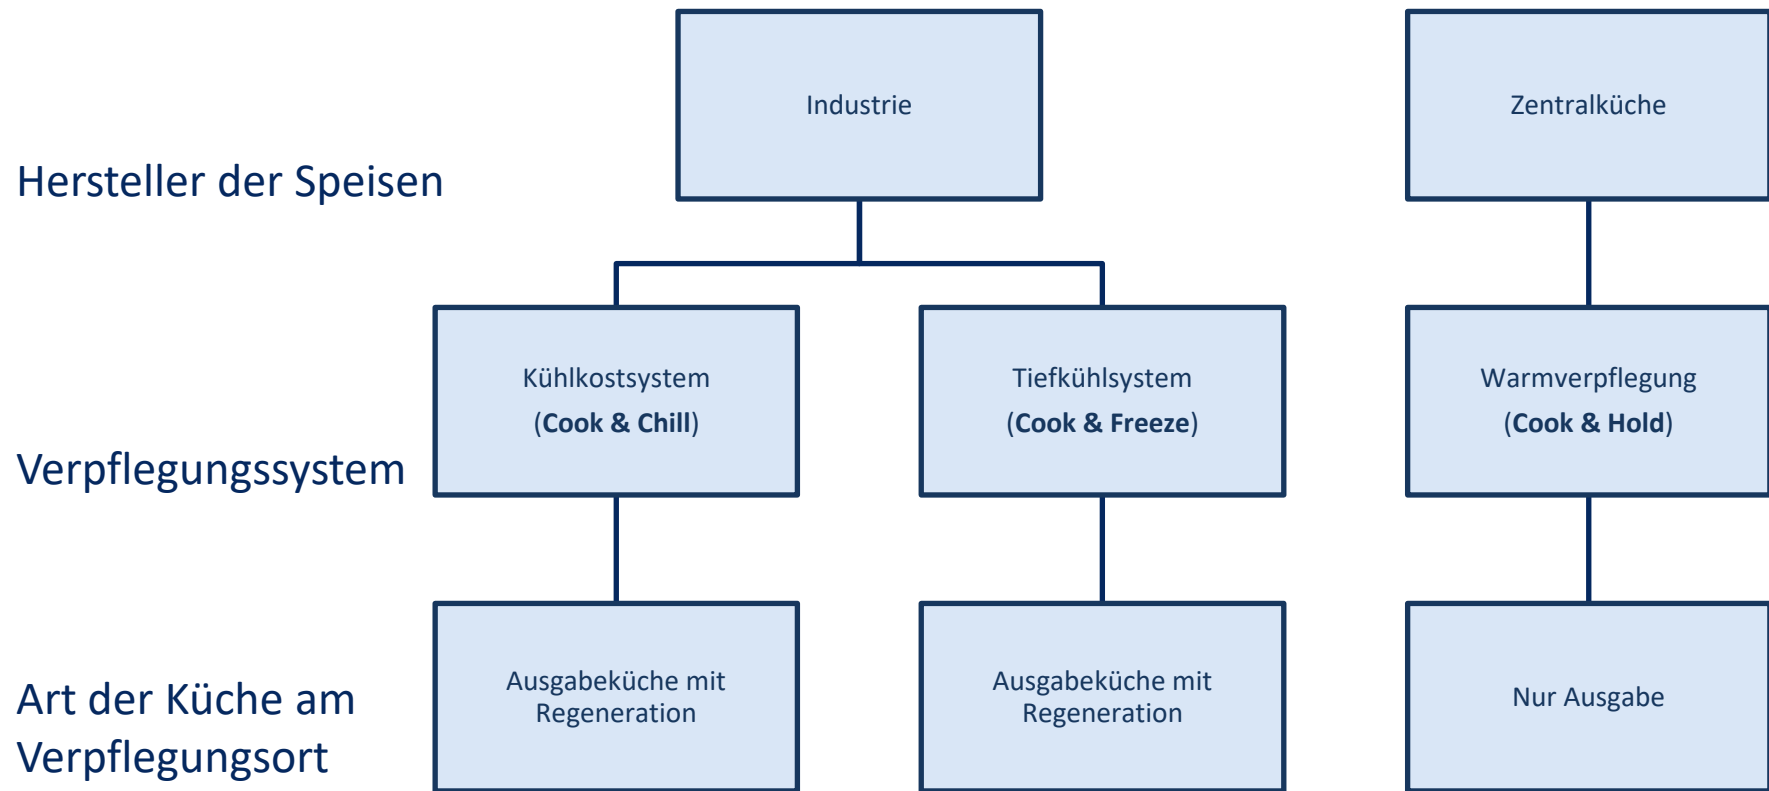 Industrie
Zentralküche
Hersteller der Speisen
Kühlkostsystem
(Cook & Chill)
Tiefkühlsystem
(Cook & Freeze)
Warmverpflegung
(Cook & Hold)
Verpflegungssystem
Ausgabeküche mit
Regeneration
Ausgabeküche mit
Regeneration
Nur Ausgabe
Art der Küche am
Verpflegungsort